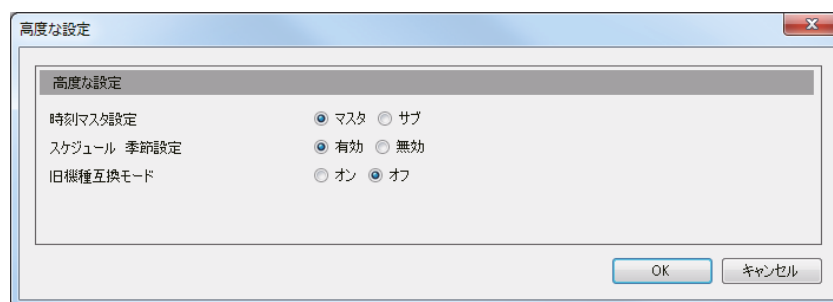 高度な設定
高度な設定
時刻マスタ設定 マスタ サブ
スケジュール 季節設定 有効 無効
旧機種互換モード オン オフ
OK キャンセル